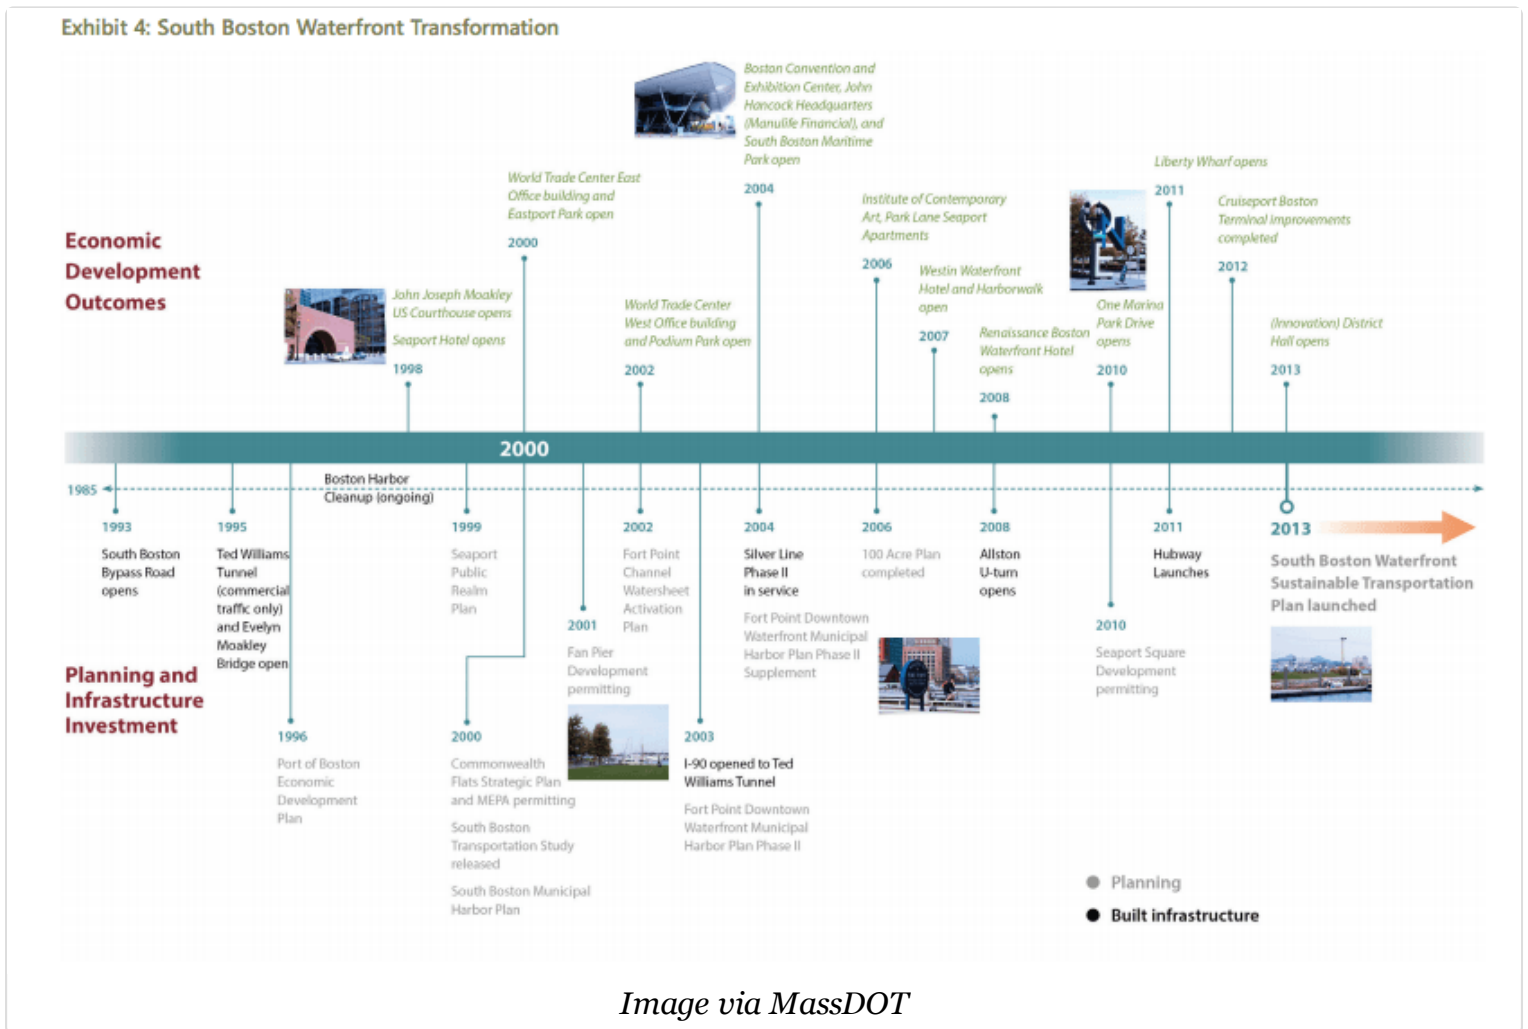 Exhibit 4: South Boston Waterfront Transformation
Economic
Development
Outcomes
John Joseph Moakley
US Courthouse opens
Seaport Hotel opens
1998
World Trade Center East
Office building and
Eastport Park open
2000
World Trade Center
West Office building
and Podium Park open
2002
Boston Convention and
Exhibition Center, John
Hancock Headquarters
(Manulife Financial), and
South Boston Maritime
Park open
2004
Institute of Contemporary
Art, Park Lane Seaport
Apartments
2006
Westin Waterfront
Hotel and Harborwalk
open
2007
Renaissance Boston
Waterfront Hotel
opens
2008
One Marina
Park Drive
opens
2010
Liberty Wharf opens
2011
Cruiseport Boston
Terminal improvements
completed
2012
(Innovation) District
Hall opens
2013
2000
1985
Boston Harbor
Cleanup (ongoing)
Planning and
Infrastructure
Investment
1993
South Boston
Bypass Road
opens
1995
Ted Williams
Tunnel
(commercial
traffic only)
and Evelyn
Moakley
Bridge open
1996
Port of Boston
Economic
Development
Plan
1999
Seaport
Public
Realm
Plan
2000
Commonwealth
Flats Strategic Plan
and MEPA permitting
South Boston
Transportation Study
released
South Boston Municipal
Harbor Plan
2001
Fan Pier
Development
permitting
2002
Fort Point
Channel
Watersheet
Activation
Plan
2003
I-90 opened to Ted
Williams Tunnel
Fort Point Downtown
Waterfront Municipal
Harbor Plan Phase II
2004
Silver Line
Phase II
in service
Fort Point Downtown
Waterfront Municipal
Harbor Plan Phase II
Supplement
2006
100 Acre Plan
completed
2008
Allston
U-turn
opens
2010
Seaport Square
Development
permitting
2011
Hubway
Launches
2013
South Boston Waterfront
Sustainable Transportation
Plan launched
Planning
Built infrastructure
Image via MassDOT